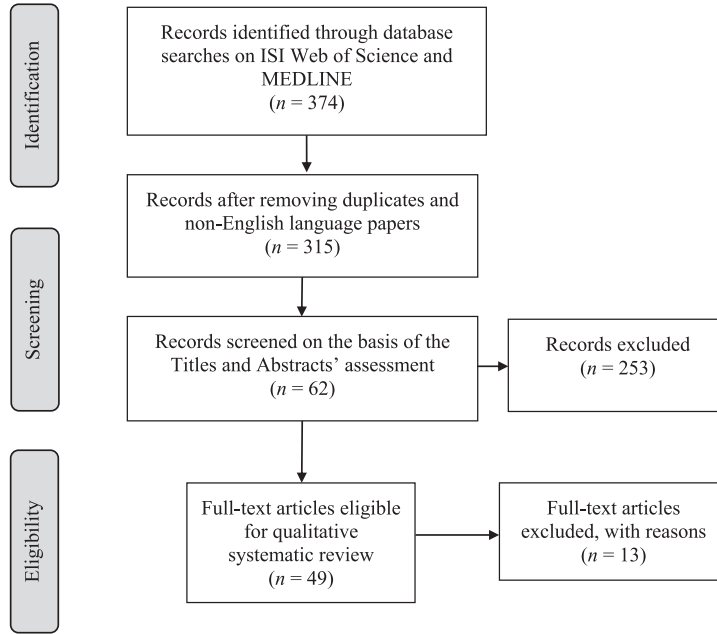 Identification
Records identified through database
searches on ISI Web of Science and
MEDLINE
(n = 374)
Records after removing duplicates and
non-English language papers
(n = 315)
Screening
Records screened on the basis of the
Titles and Abstracts’ assessment
(n = 62)
Records excluded
(n = 253)
Eligibility
Full-text articles eligible
for qualitative
systematic review
(n = 49)
Full-text articles
excluded, with reasons
(n = 13)